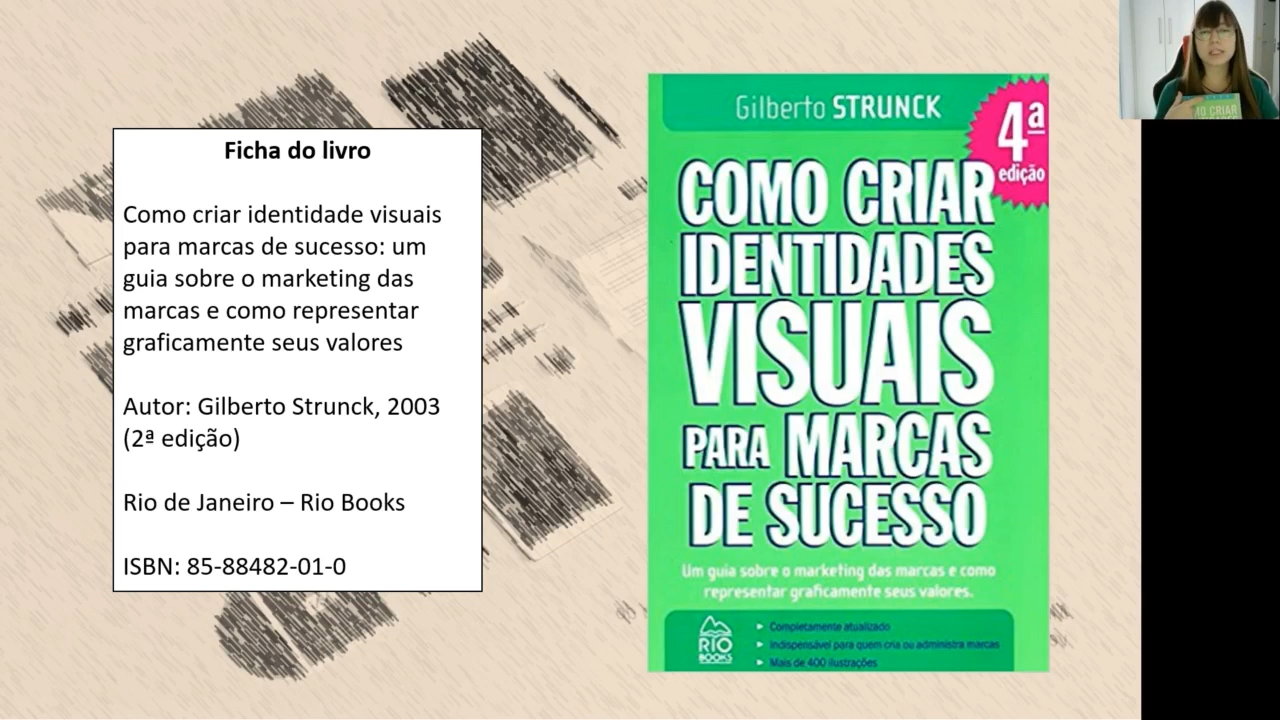 Ficha do livro
Como criar identidade visuais
para marcas de sucesso: um
guia sobre o marketing das
marcas e como representar
graficamente seus valores
Autor: Gilberto Strunck, 2003
(2ª edição)
Rio de Janeiro – Rio Books
ISBN: 85-88482-01-0
Gilberto STRUNCK
4ª
edição
COMO CRIAR
IDENTIDADES
VISUAIS
PARA MARCAS
DE SUCESSO
Um guia sobre o marketing das marcas e como
representar graficamente seus valores.
RIO
BOOKS
Completamente atualizado
Indispensável para quem cria ou administra marcas
Mais de 400 ilustrações